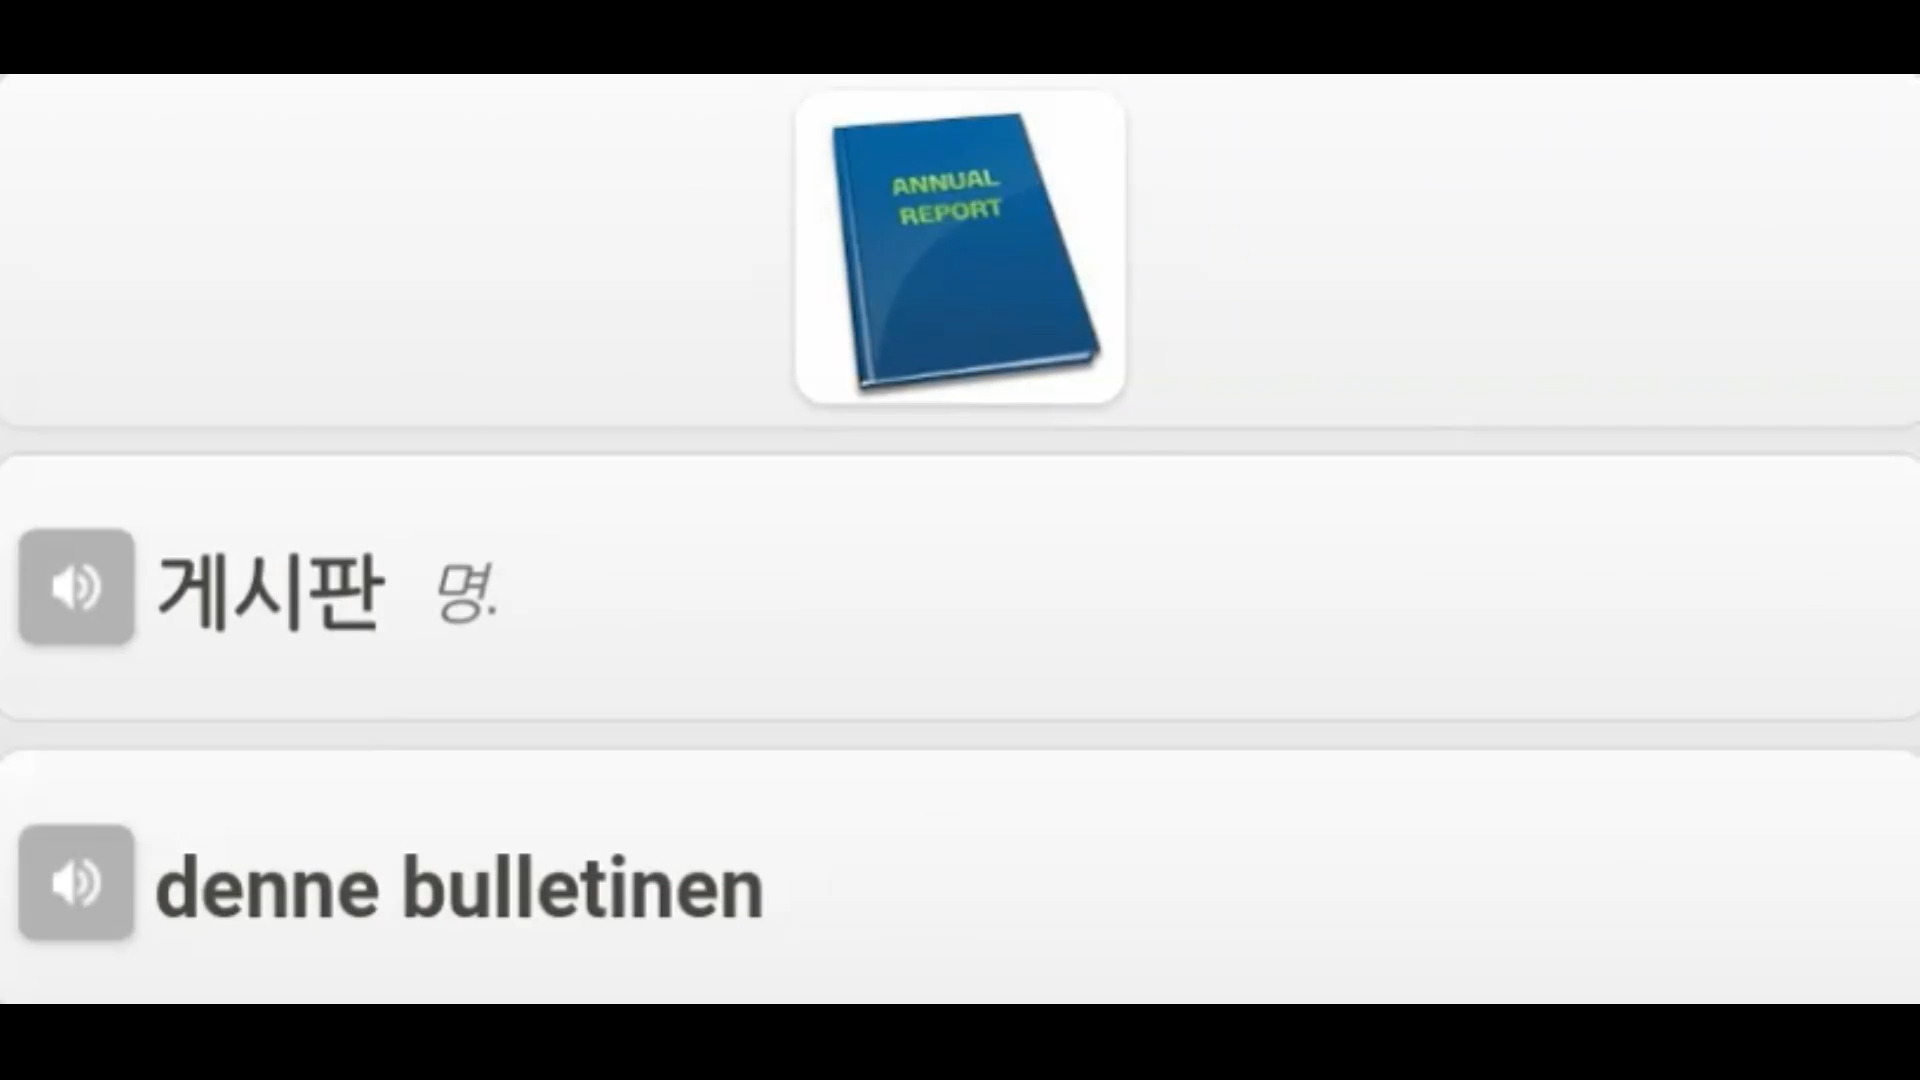 ANNUAL
REPORT
게시판 명.
denne bulletinen